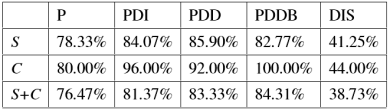 P PDI PDD PDDB DIS
S 78.33% 84.07% 85.90% 82.77% 41.25%
C 80.00% 96.00% 92.00% 100.00% 44.00%
S+C 76.47% 81.37% 83.33% 84.31% 38.73%